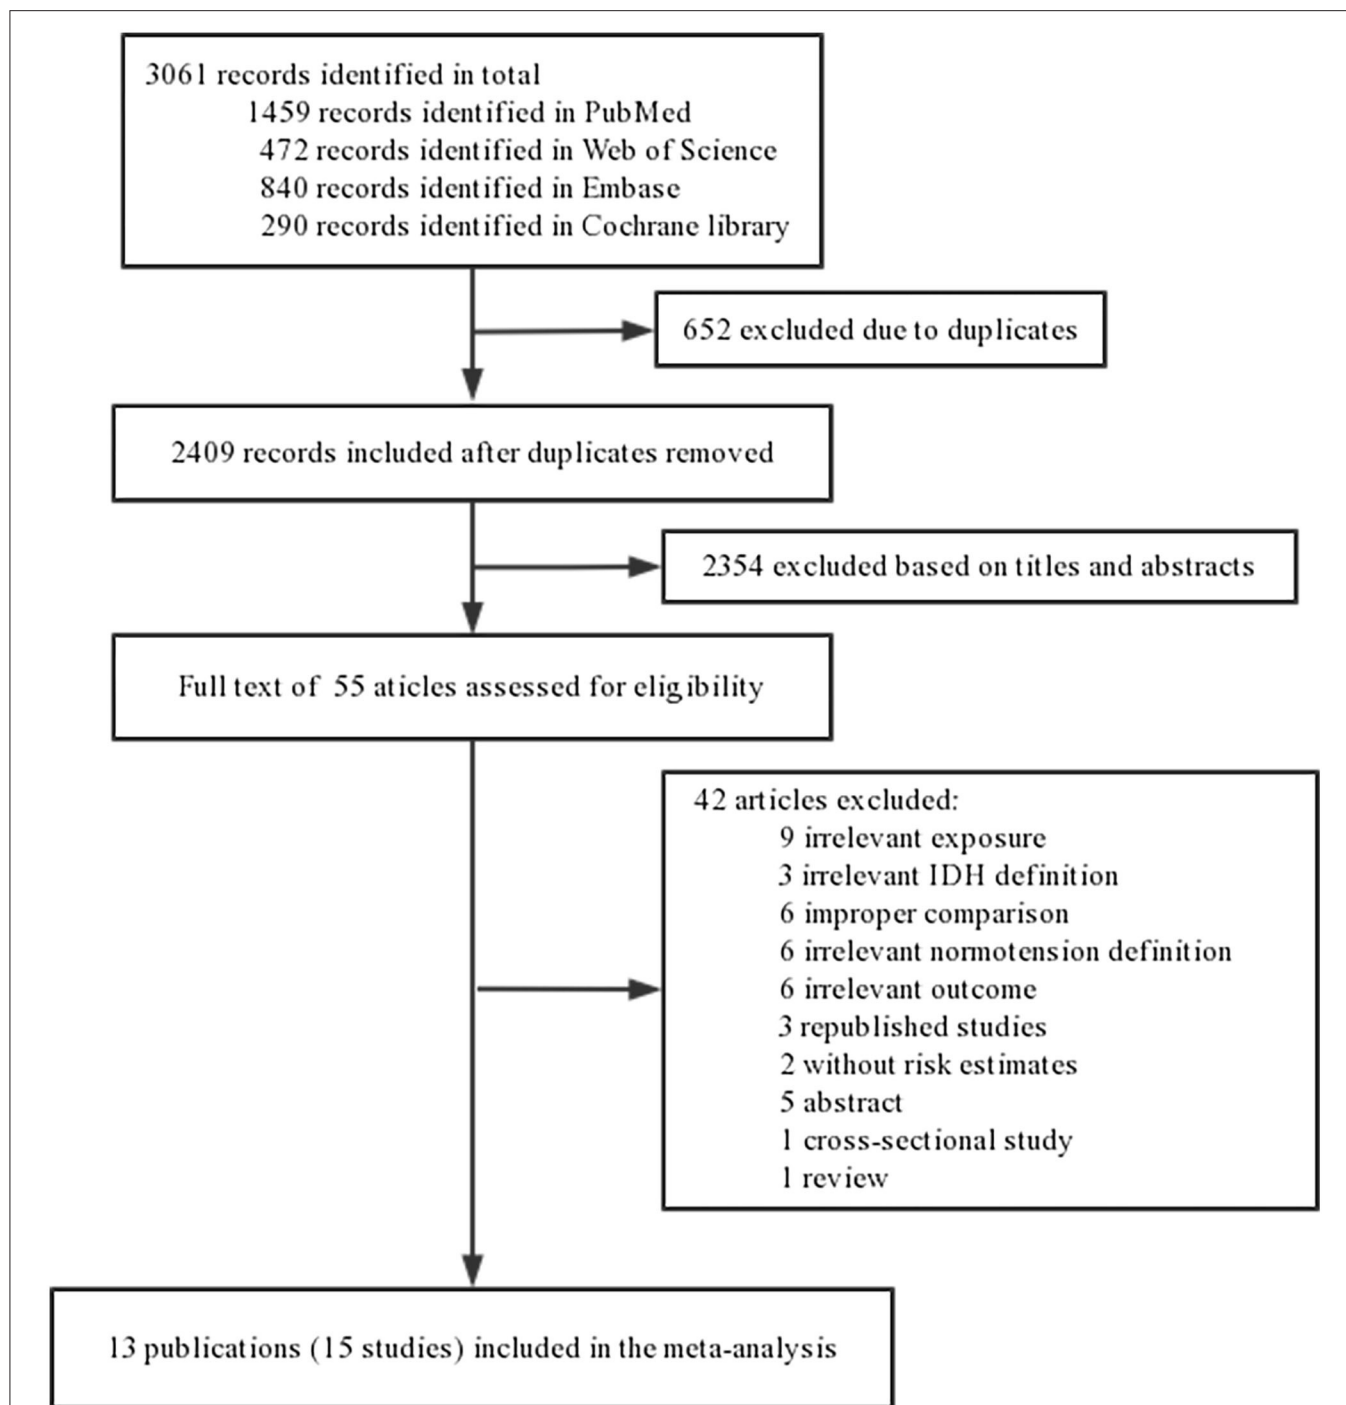 3061 records identified in total
1459 records identified in PubMed
472 records identified in Web of Science
840 records identified in Embase
290 records identified in Cochrane library
652 excluded due to duplicates
2409 records included after duplicates removed
2354 excluded based on titles and abstracts
Full text of 55 aticles assessed for eligibility
42 articles excluded:
9 irrelevant exposure
3 irrelevant IDH definition
6 improper comparison
6 irrelevant normotension definition
6 irrelevant outcome
3 republished studies
2 without risk estimates
5 abstract
1 cross-sectional study
1 review
13 publications (15 studies) included in the meta-analysis